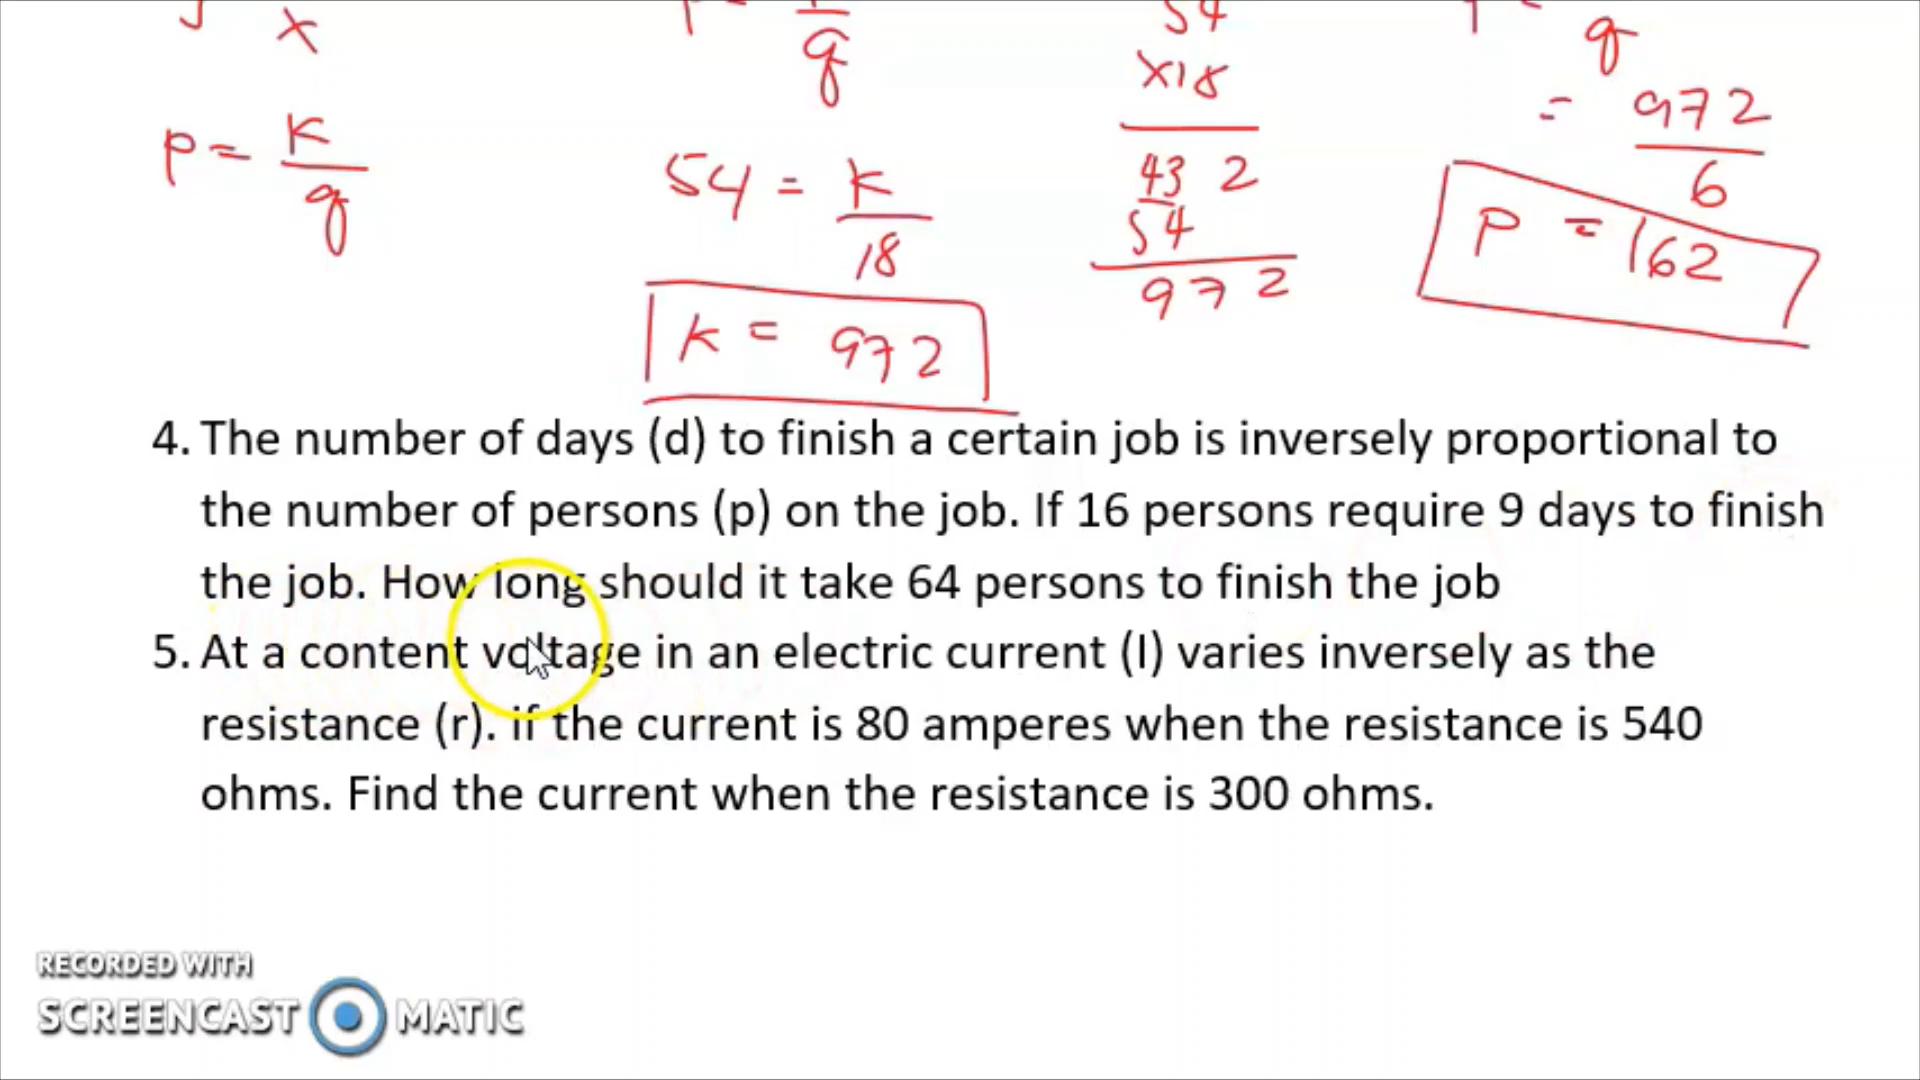 x
q
54
x18
q
P = K
q
54 = K
18
432
54
972
= 972
6
P = 162
K = 972
4. The number of days (d) to finish a certain job is inversely proportional to
the number of persons (p) on the job. If 16 persons require 9 days to finish
the job. How long should it take 64 persons to finish the job
5. At a content voltage in an electric current (I) varies inversely as the
resistance (r). if the current is 80 amperes when the resistance is 540
ohms. Find the current when the resistance is 300 ohms.
RECORDED WITH
SCREENCAST MATIC